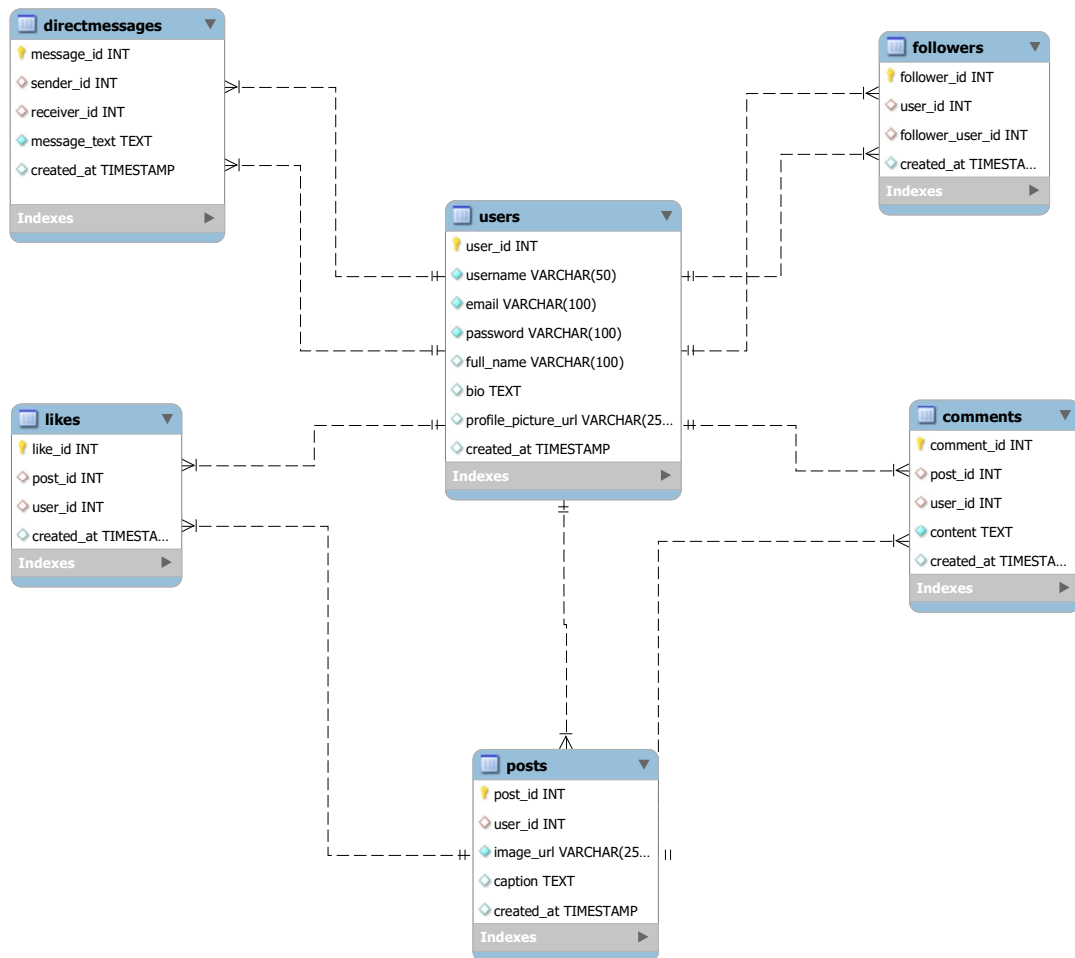 directmessages
message_id INT
sender_id INT
receiver_id INT
message_text TEXT
created_at TIMESTAMP
Indexes
followers
follower_id INT
user_id INT
follower_user_id INT
created_at TIMESTA...
Indexes
users
user_id INT
username VARCHAR(50)
email VARCHAR(100)
password VARCHAR(100)
full_name VARCHAR(100)
bio TEXT
profile_picture_url VARCHAR(25...
created_at TIMESTAMP
Indexes
likes
like_id INT
post_id INT
user_id INT
created_at TIMESTA...
Indexes
comments
comment_id INT
post_id INT
user_id INT
content TEXT
created_at TIMESTA...
Indexes
posts
post_id INT
user_id INT
image_url VARCHAR(25...
caption TEXT
created_at TIMESTAMP
Indexes